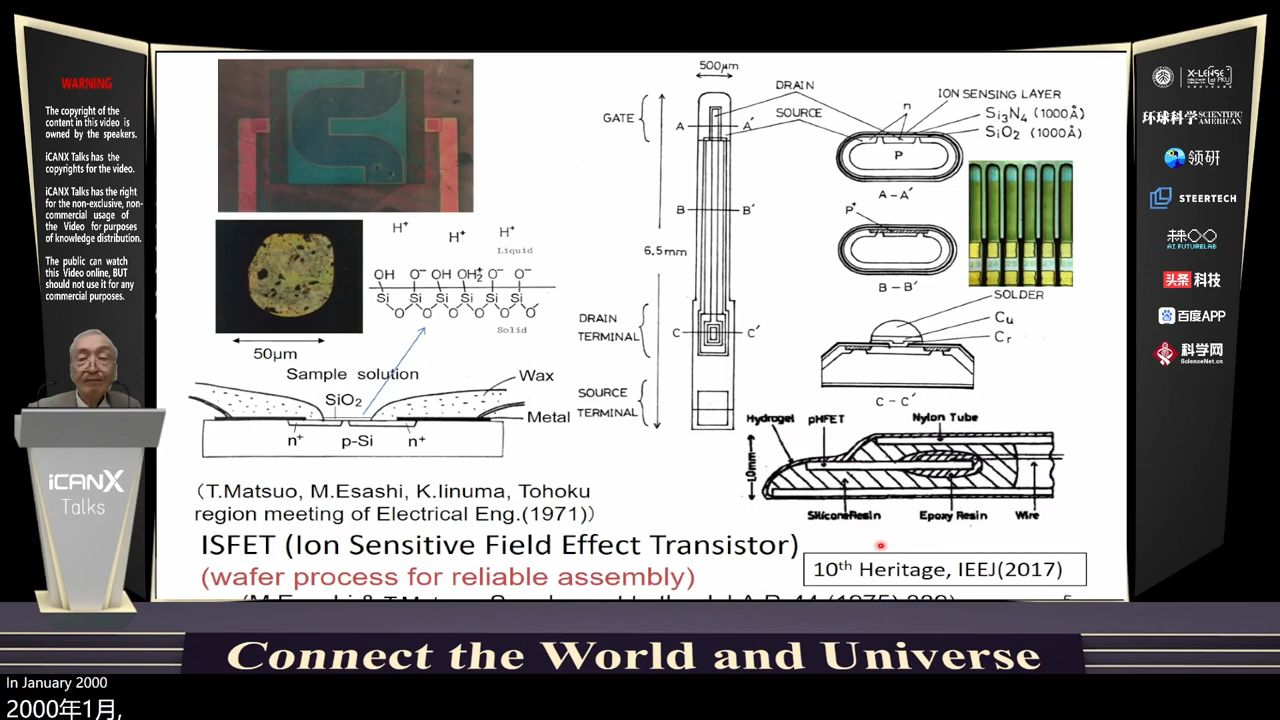 WARNING
The copyright of the
content in this video is
owned by the speakers.
iCANX Talks has the
copyrights for the video.
iCANX Talks has the right
for the non-exclusive, non-
commercial usage of
the Video for purposes
of knowledge distribution.
The public can watch
this Video online, BUT
should not use it for any
commercial purposes.
iCANX
Talks
H+
H+
H+
Liquid
OH O− OH OH2+ O− O−
Si Si Si Si Si Si
O O O O O O
Solid
50μm
Sample solution
Wax
SiO2
Metal
n+ p-Si n+
500μm
GATE
DRAIN
SOURCE
A A′
B B′
6.5mm
DRAIN
TERMINAL
C C′
SOURCE
TERMINAL
n
ION SENSING LAYER
Si3N4 (1000Å)
SiO2 (1000Å)
P
A−A′
P+
B−B′
SOLDER
Cu
Cr
C−C′
Hydrogel pHFET Nylon Tube
1.0mm
Silicone Resin Epoxy Resin Wire
(T.Matsuo, M.Esashi, K.Iinuma, Tohoku
region meeting of Electrical Eng.(1971))
ISFET (Ion Sensitive Field Effect Transistor)
(wafer process for reliable assembly)
10th Heritage, IEEJ(2017)
X-LENSE
环球科学 SCIENTIFIC AMERICAN
领研
STEERTECH
AI FUTURELAB
头条 科技
百度APP
科学网
ScienceNet.cn
Connect the World and Universe
In January 2000
2000年1月,